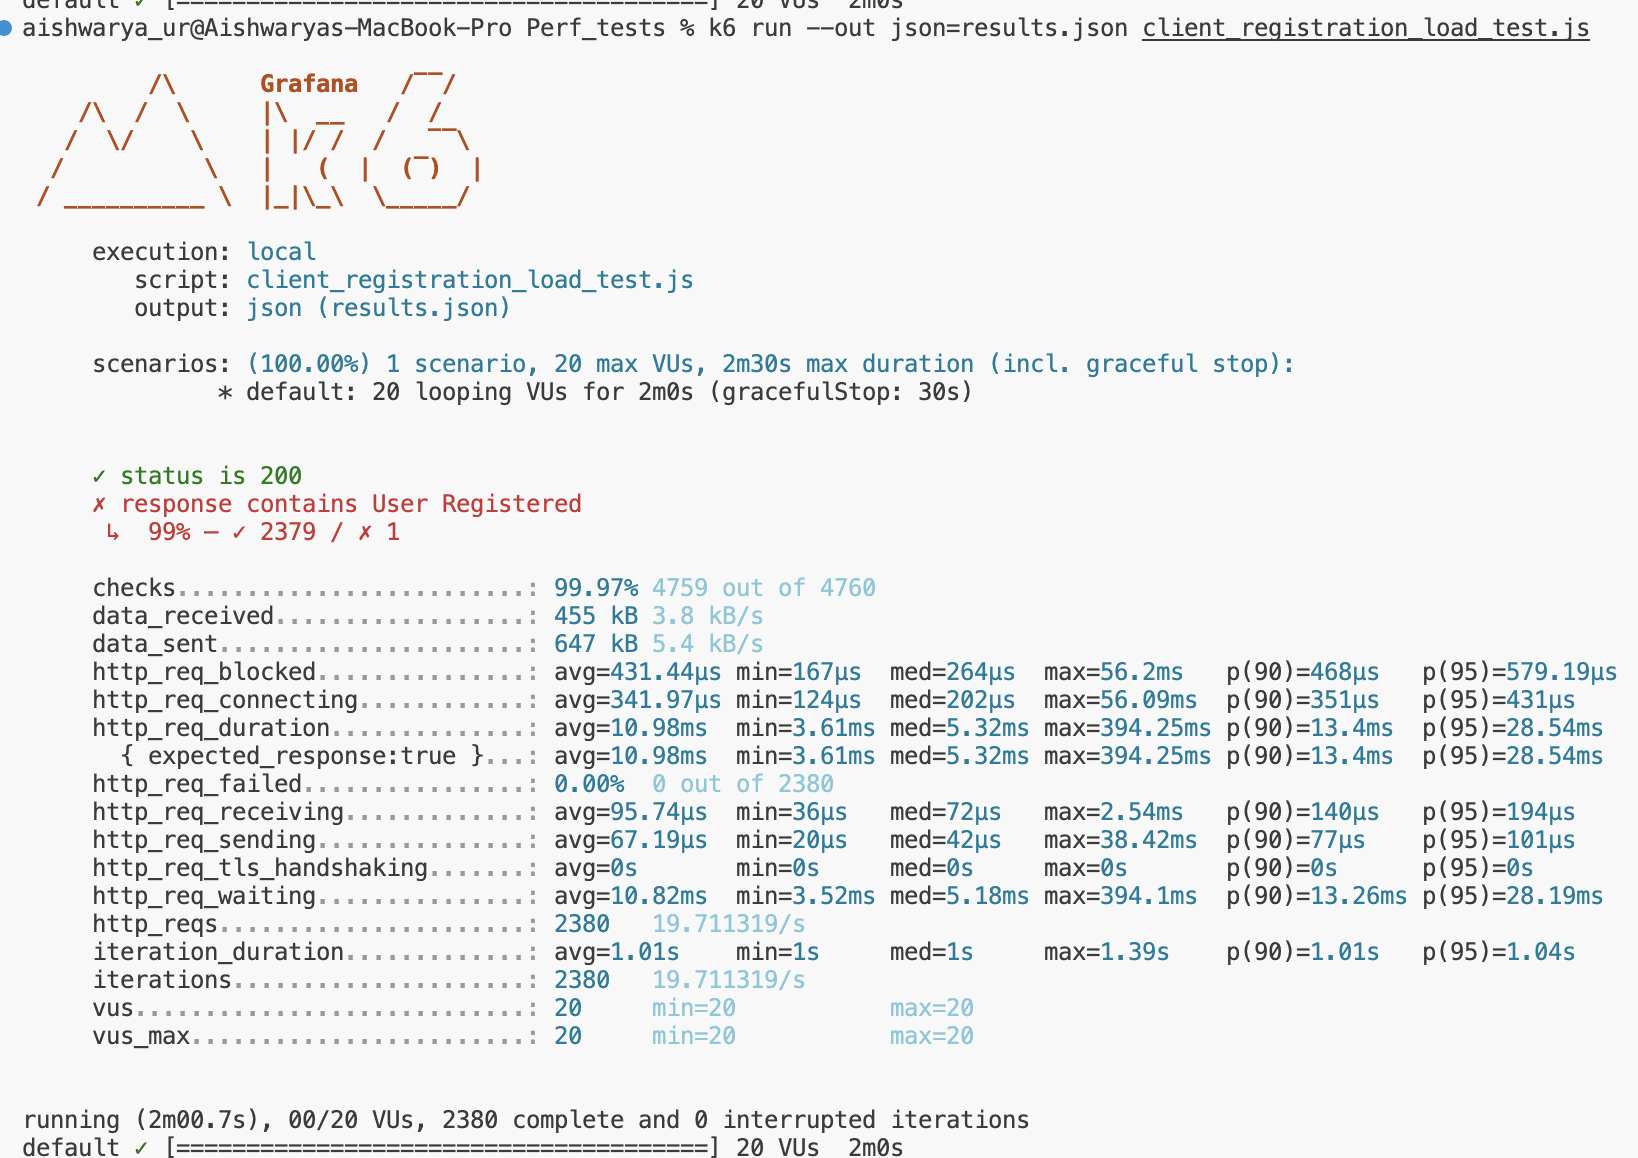 default ✓ [======================================] 20 VUs  2m0s
aishwarya_ur@Aishwaryas-MacBook-Pro Perf_tests % k6 run --out json=results.json client_registration_load_test.js
Grafana
execution: local
script: client_registration_load_test.js
output: json (results.json)
scenarios: (100.00%) 1 scenario, 20 max VUs, 2m30s max duration (incl. graceful stop):
* default: 20 looping VUs for 2m0s (gracefulStop: 30s)
✓ status is 200
✗ response contains User Registered
↳  99% — ✓ 2379 / ✗ 1
checks.........................: 99.97% 4759 out of 4760
data_received..................: 455 kB 3.8 kB/s
data_sent......................: 647 kB 5.4 kB/s
http_req_blocked...............: avg=431.44µs min=167µs  med=264µs  max=56.2ms   p(90)=468µs   p(95)=579.19µs
http_req_connecting............: avg=341.97µs min=124µs  med=202µs  max=56.09ms  p(90)=351µs   p(95)=431µs
http_req_duration..............: avg=10.98ms  min=3.61ms med=5.32ms max=394.25ms p(90)=13.4ms  p(95)=28.54ms
{ expected_response:true }...: avg=10.98ms  min=3.61ms med=5.32ms max=394.25ms p(90)=13.4ms  p(95)=28.54ms
http_req_failed................: 0.00%  0 out of 2380
http_req_receiving.............: avg=95.74µs  min=36µs   med=72µs   max=2.54ms   p(90)=140µs   p(95)=194µs
http_req_sending...............: avg=67.19µs  min=20µs   med=42µs   max=38.42ms  p(90)=77µs    p(95)=101µs
http_req_tls_handshaking.......: avg=0s       min=0s     med=0s     max=0s       p(90)=0s      p(95)=0s
http_req_waiting...............: avg=10.82ms  min=3.52ms med=5.18ms max=394.1ms  p(90)=13.26ms p(95)=28.19ms
http_reqs......................: 2380   19.711319/s
iteration_duration.............: avg=1.01s    min=1s     med=1s     max=1.39s    p(90)=1.01s   p(95)=1.04s
iterations.....................: 2380   19.711319/s
vus............................: 20     min=20           max=20
vus_max........................: 20     min=20           max=20
running (2m00.7s), 00/20 VUs, 2380 complete and 0 interrupted iterations
default ✓ [======================================] 20 VUs  2m0s